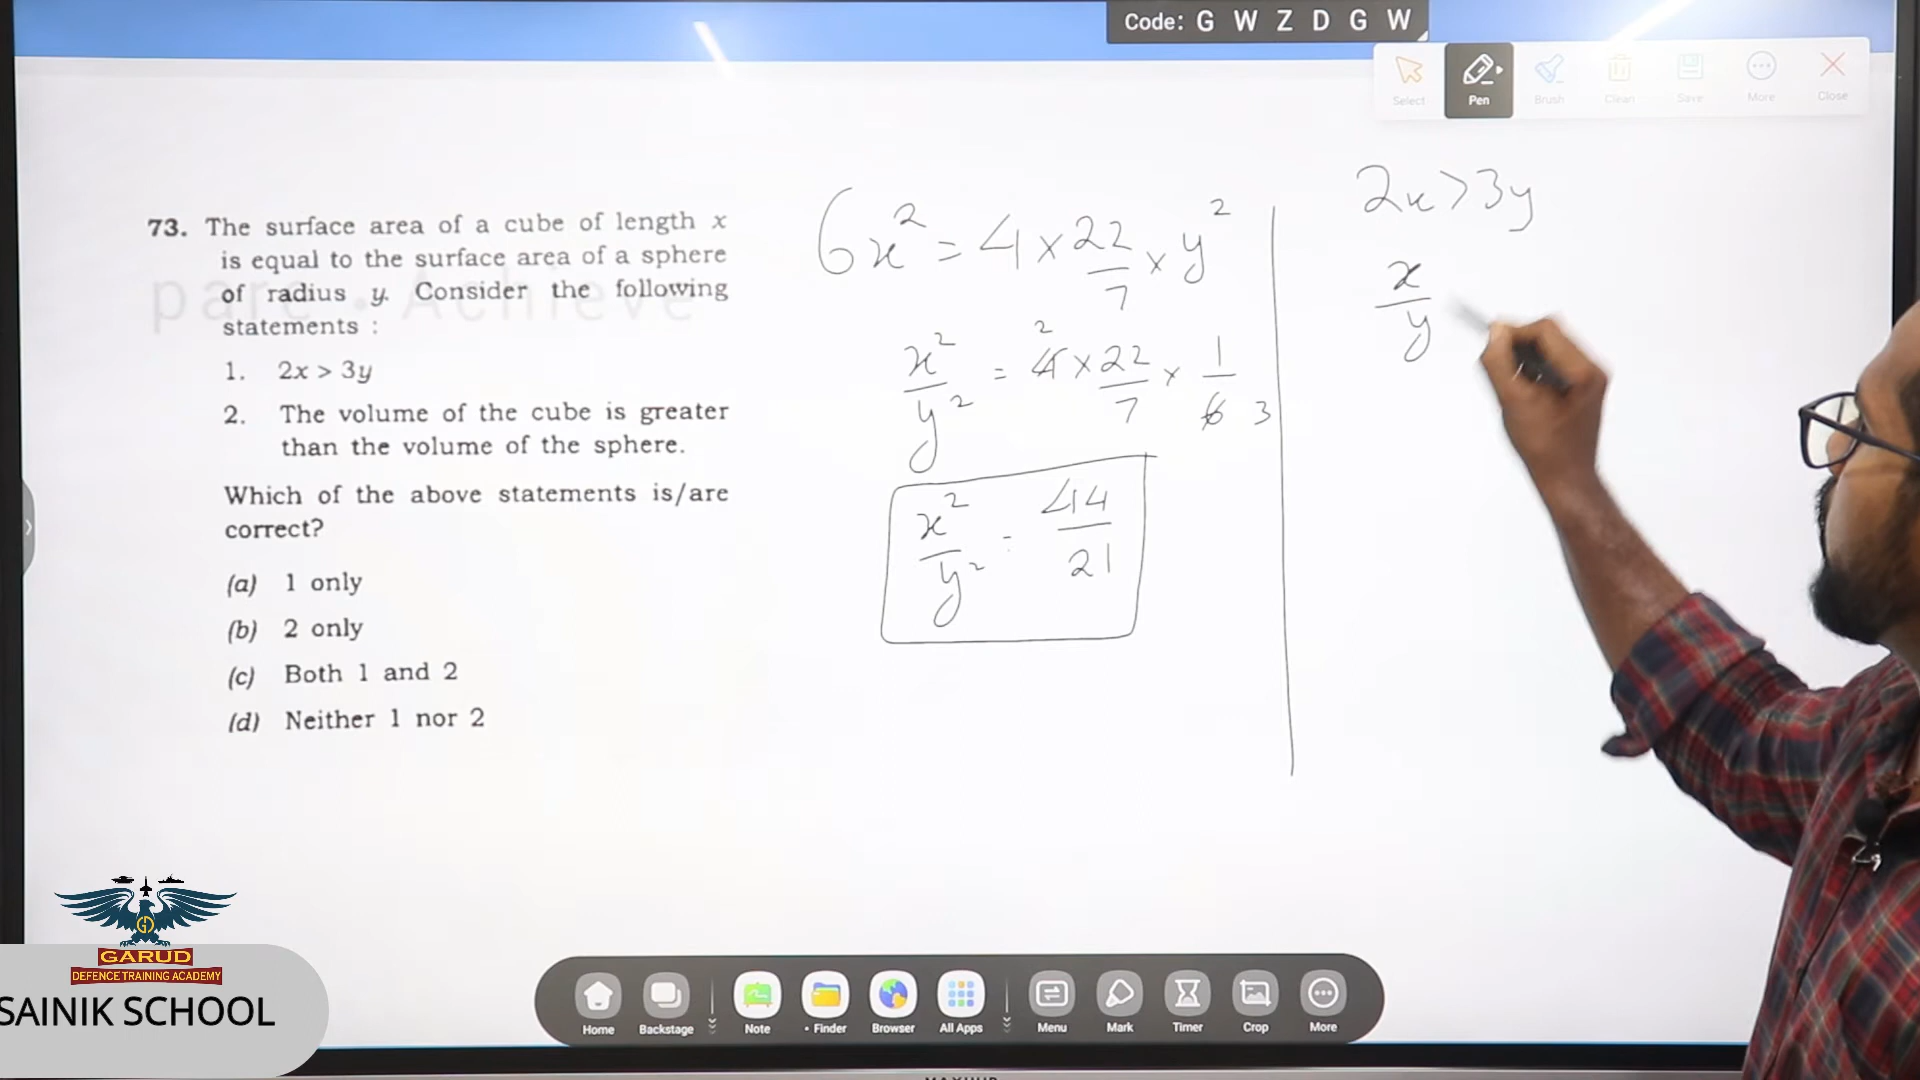 Code: G W Z D G W
Select Pen Brush Clean Save More Close
73. The surface area of a cube of length x
is equal to the surface area of a sphere
of radius y. Consider the following
statements :
1. 2x > 3y
2. The volume of the cube is greater
than the volume of the sphere.
Which of the above statements is/are
correct?
(a) 1 only
(b) 2 only
(c) Both 1 and 2
(d) Neither 1 nor 2
6x² = 4 × 22/7 × y²
x²/y² = 4 2 × 22/7 × 1/6 3
x²/y² = 44/21
2x > 3y
x/y
GARUD
DEFENCE TRAINING ACADEMY
SAINIK SCHOOL
Home Backstage Note • Finder Browser All Apps Menu Mark Timer Crop More